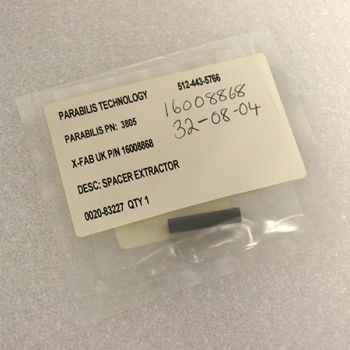 PARABILIS TECHNOLOGY 512-443-5766
PARABILIS PN: 3805 16008868
X-FAB UK P/N 16008868 32-08-04
DESC: SPACER EXTRACTOR
0020-83227 QTY 1